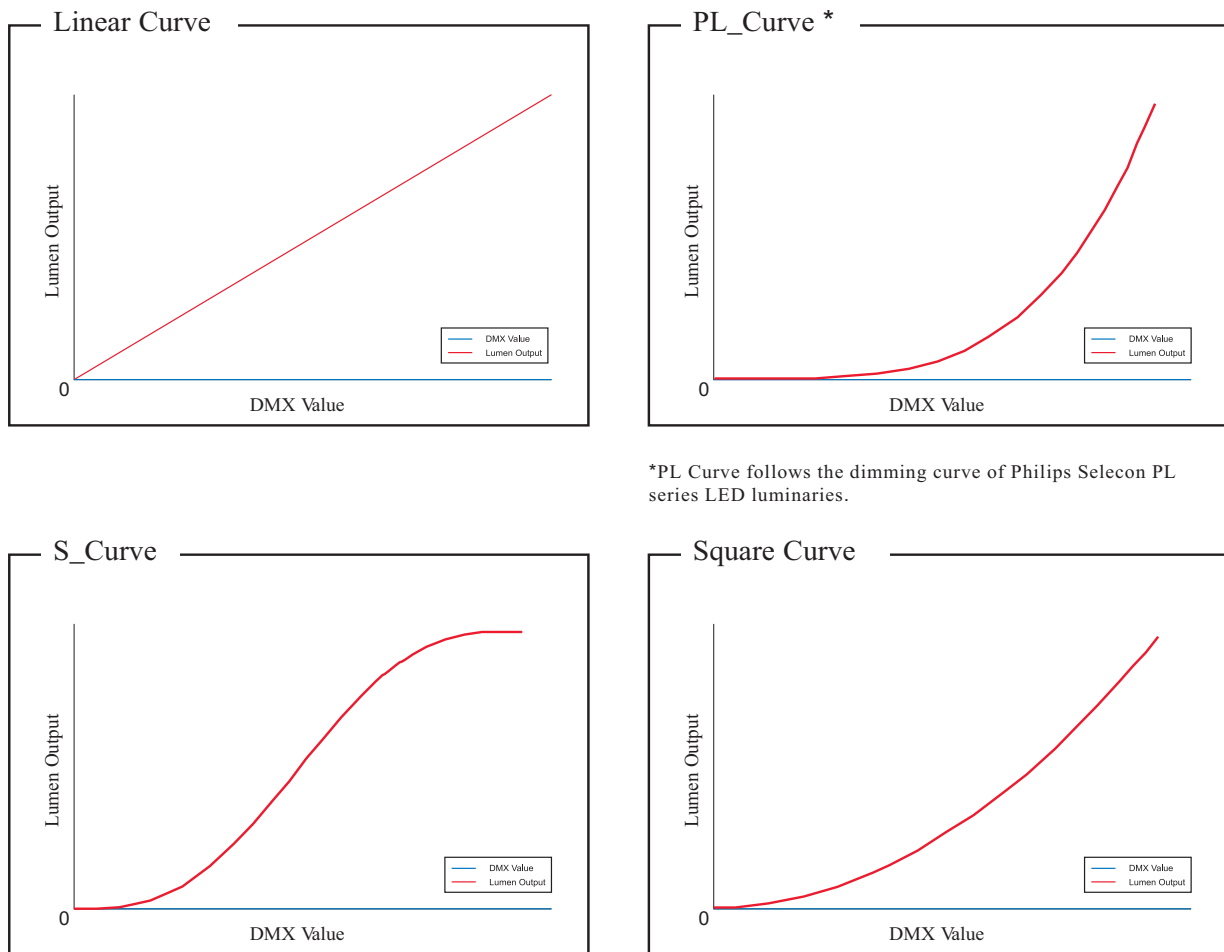 Linear Curve
Lumen Output
DMX Value
Lumen Output
0
DMX Value
PL_Curve *
Lumen Output
DMX Value
Lumen Output
0
DMX Value
*PL Curve follows the dimming curve of Philips Selecon PL
series LED luminaries.
S_Curve
Lumen Output
DMX Value
Lumen Output
0
DMX Value
Square Curve
Lumen Output
DMX Value
Lumen Output
0
DMX Value